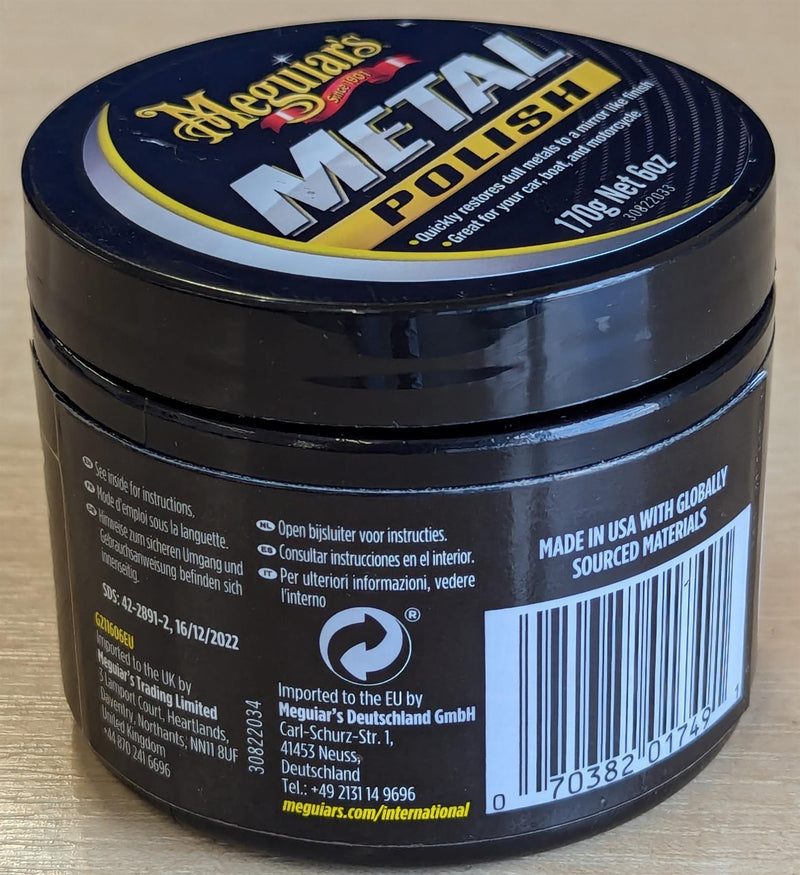 Meguiar's
Since 1901
METAL
POLISH
•Quickly restores dull metals to a mirror like finish
•Great for your car, boat, and motorcycle
170g Net 6oz
30822033
See inside for instructions.
Mode d'emploi sous la languette.
Hinweise zum sicheren Umgang und
Gebrauchsanweisung befinden sich
innenseitig.
SDS: 42-2891-2, 16/12/2022
G211606EU
Imported to the UK by
Meguiar's Trading Limited
3 Lamport Court, Heartlands,
Daventry, Northants, NN11 8UF
United Kingdom
+44 870 241 6696
30822034
NL Open bijsluiter voor instructies.
ES Consultar instrucciones en el interior.
IT Per ulteriori informazioni, vedere
l'interno
®
Imported to the EU by
Meguiar's Deutschland GmbH
Carl-Schurz-Str. 1,
41453 Neuss,
Deutschland
Tel.: +49 2131 14 9696
meguiars.com/international
MADE IN USA WITH GLOBALLY
SOURCED MATERIALS
0 70382 01749 1